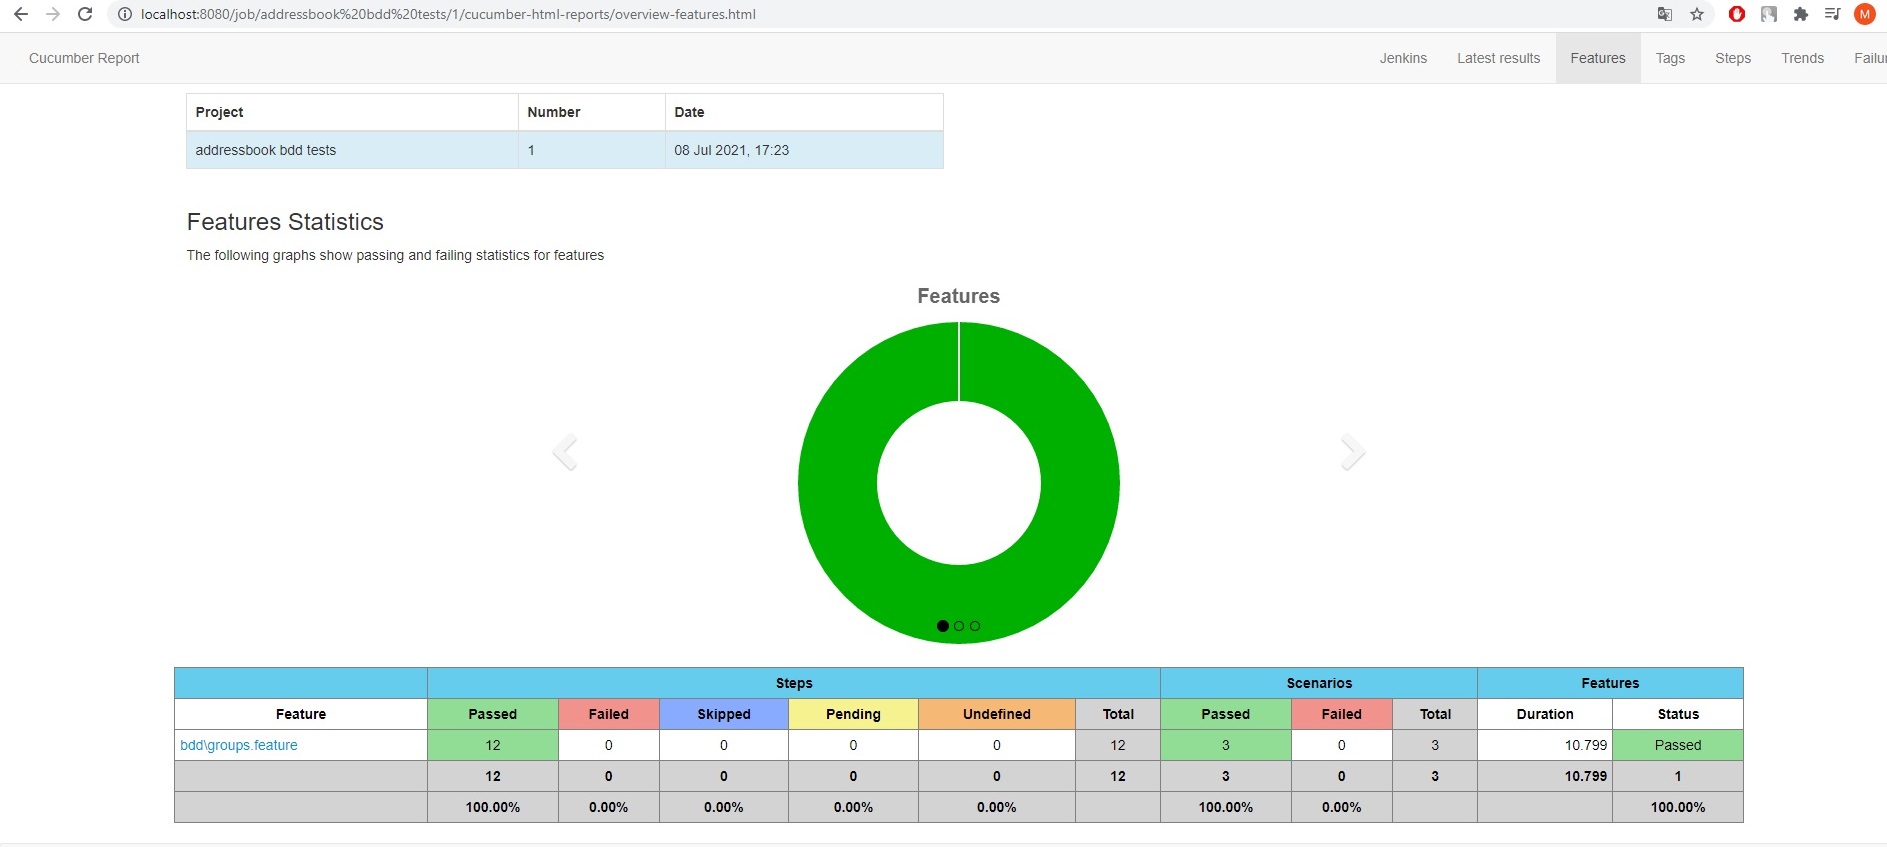 localhost:8080/job/addressbook%20bdd%20tests/1/cucumber-html-reports/overview-features.html
M
Cucumber Report Jenkins Latest results Features Tags Steps Trends Failu
Project Number Date
addressbook bdd tests 1 08 Jul 2021, 17:23
Features Statistics
The following graphs show passing and failing statistics for features
Features
Steps Scenarios Features
Feature Passed Failed Skipped Pending Undefined Total Passed Failed Total Duration Status
bdd\groups.feature 12 0 0 0 0 12 3 0 3 10.799 Passed
12 0 0 0 0 12 3 0 3 10.799 1
100.00% 0.00% 0.00% 0.00% 0.00% 100.00% 0.00% 100.00%